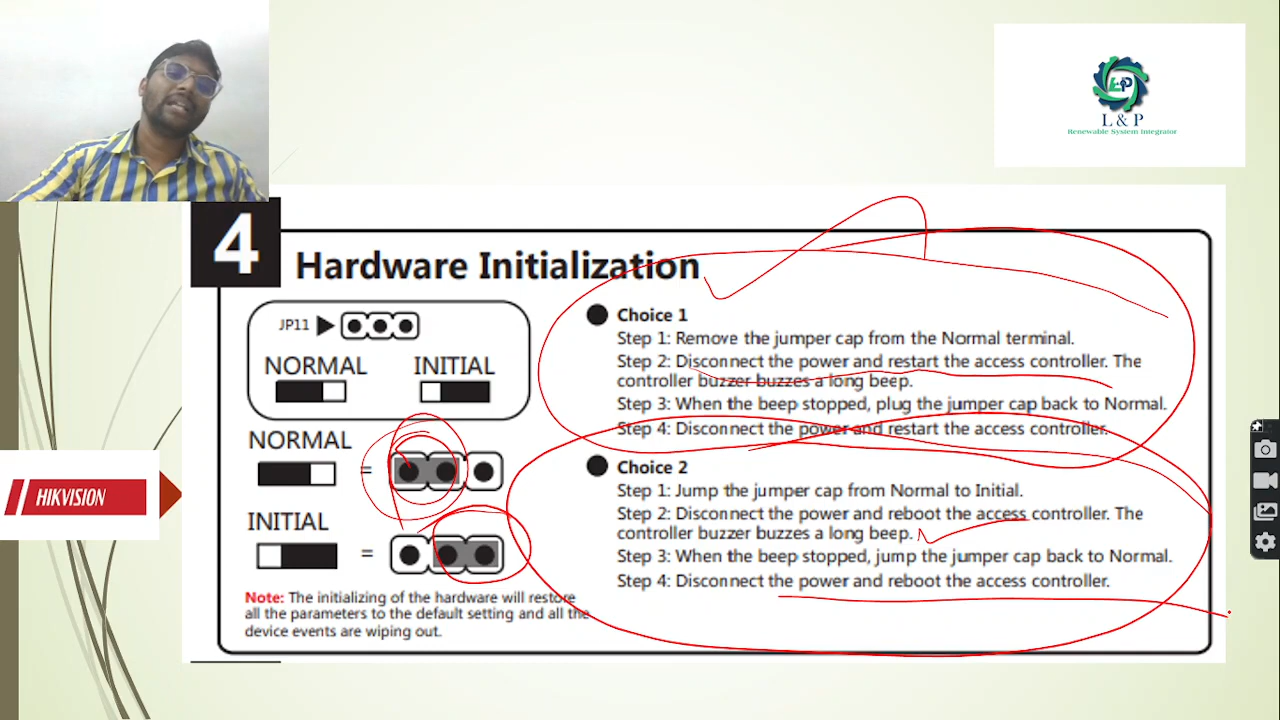 L&P
L & P
Renewable System Integrator
4
Hardware Initialization
JP11
NORMAL INITIAL
NORMAL =
INITIAL =
Note: The initializing of the hardware will restore
all the parameters to the default setting and all the
device events are wiping out.
Choice 1
Step 1: Remove the jumper cap from the Normal terminal.
Step 2: Disconnect the power and restart the access controller. The
controller buzzer buzzes a long beep.
Step 3: When the beep stopped, plug the jumper cap back to Normal.
Step 4: Disconnect the power and restart the access controller.
Choice 2
Step 1: Jump the jumper cap from Normal to Initial.
Step 2: Disconnect the power and reboot the access controller. The
controller buzzer buzzes a long beep.
Step 3: When the beep stopped, jump the jumper cap back to Normal.
Step 4: Disconnect the power and reboot the access controller.
HIKVISION